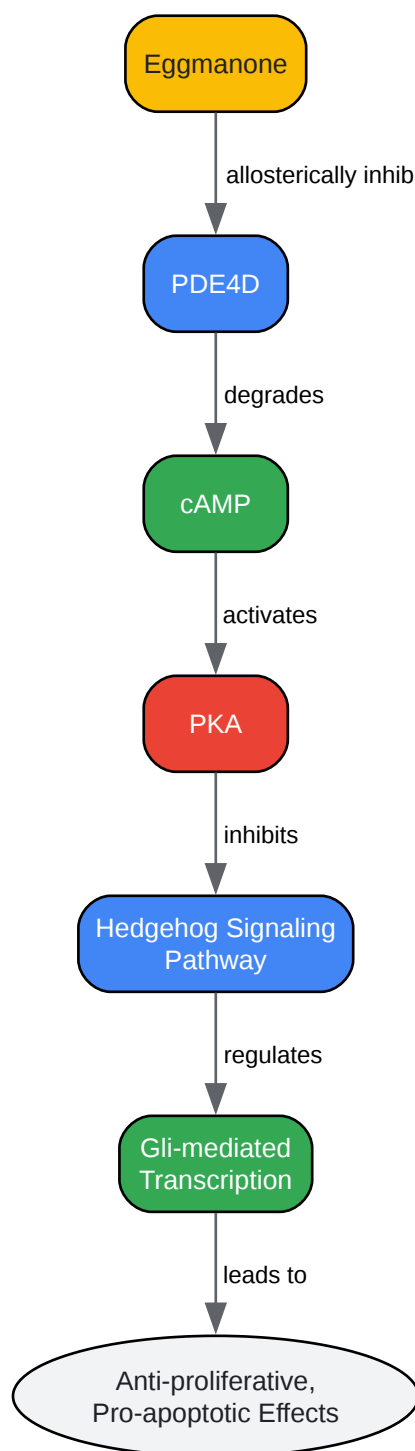 Eggmanone
allosterically inhib
PDE4D
degrades
cAMP
activates
PKA
inhibits
Hedgehog Signaling
Pathway
regulates
Gli-mediated
Transcription
leads to
Anti-proliferative,
Pro-apoptotic Effects